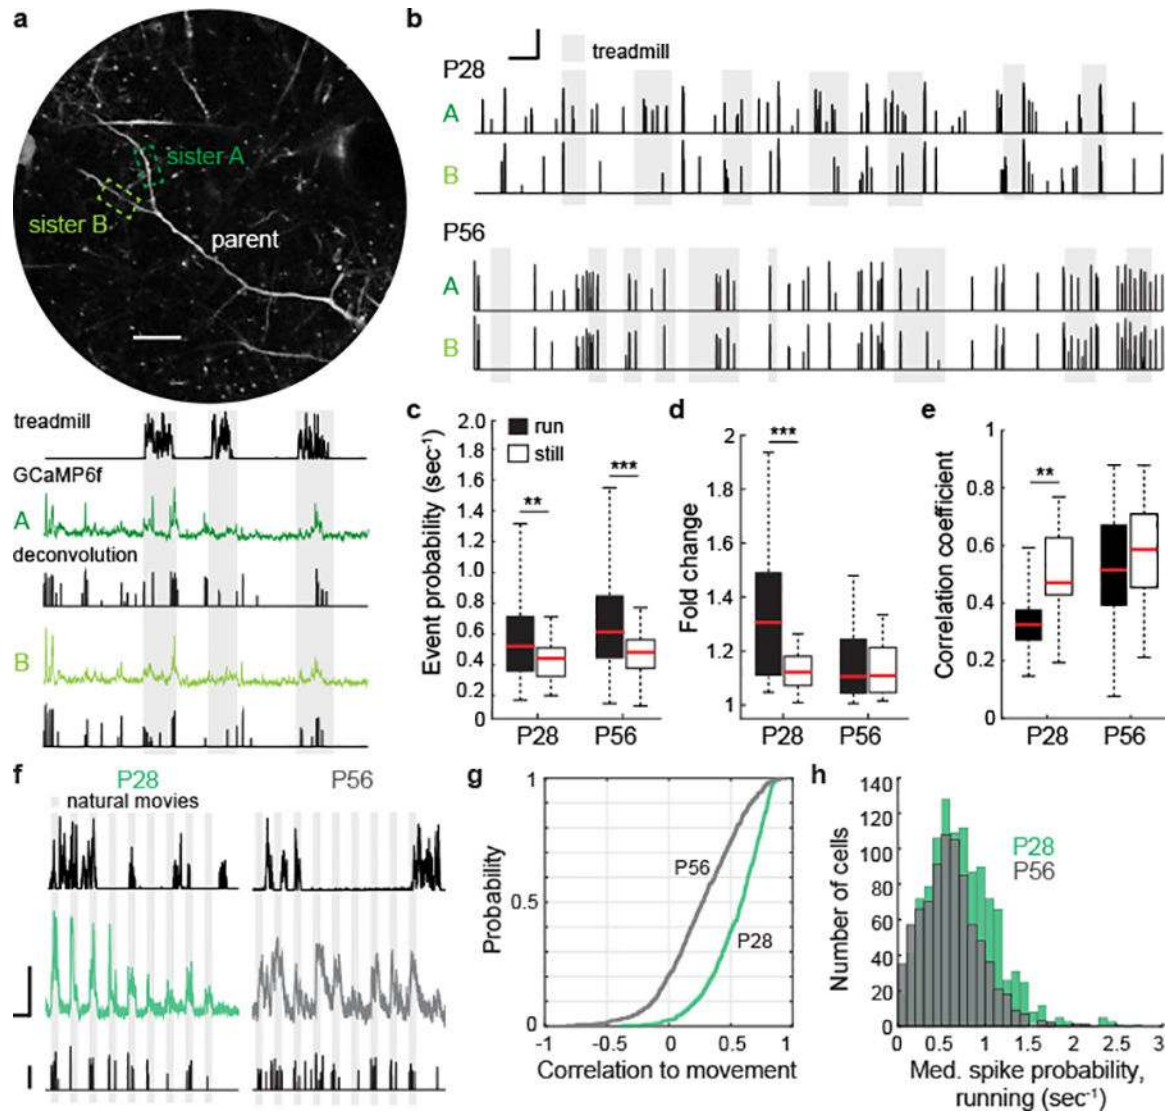 a
sister A
sister B
parent
b
treadmill
P28
A
B
P56
A
B
treadmill
GCaMP6f
A
deconvolution
B
c
Event probability (sec⁻¹)
2.0
1.8
1.6
1.4
1.2
1.0
0.8
0.6
0.4
0.2
0
run
still
**
***
P28 P56
d
Fold change
2
1.8
1.6
1.4
1.2
1
***
P28 P56
e
Correlation coefficient
1
0.8
0.6
0.4
0.2
0
**
P28 P56
f
P28 P56
natural movies
g
Probability
1
0.5
0
P56
P28
-1 -0.5 0 0.5 1
Correlation to movement
h
Number of cells
140
120
100
80
60
40
20
0
P28
P56
0 0.5 1 1.5 2 2.5 3
Med. spike probability,
running (sec⁻¹)